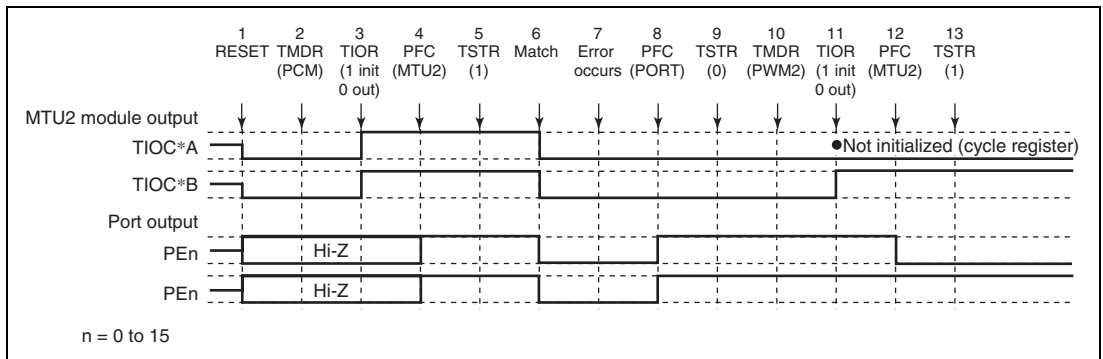 1 2 3 4 5 6 7 8 9 10 11 12 13
RESET TMDR TIOR PFC TSTR Match Error PFC TSTR TMDR TIOR PFC TSTR
(PCM) (1 init (MTU2) (1) occurs (PORT) (0) (PWM2) (1 init (MTU2) (1)
0 out) 0 out)
MTU2 module output
TIOC*A
●Not initialized (cycle register)
TIOC*B
Port output
PEn Hi-Z
PEn Hi-Z
n = 0 to 15